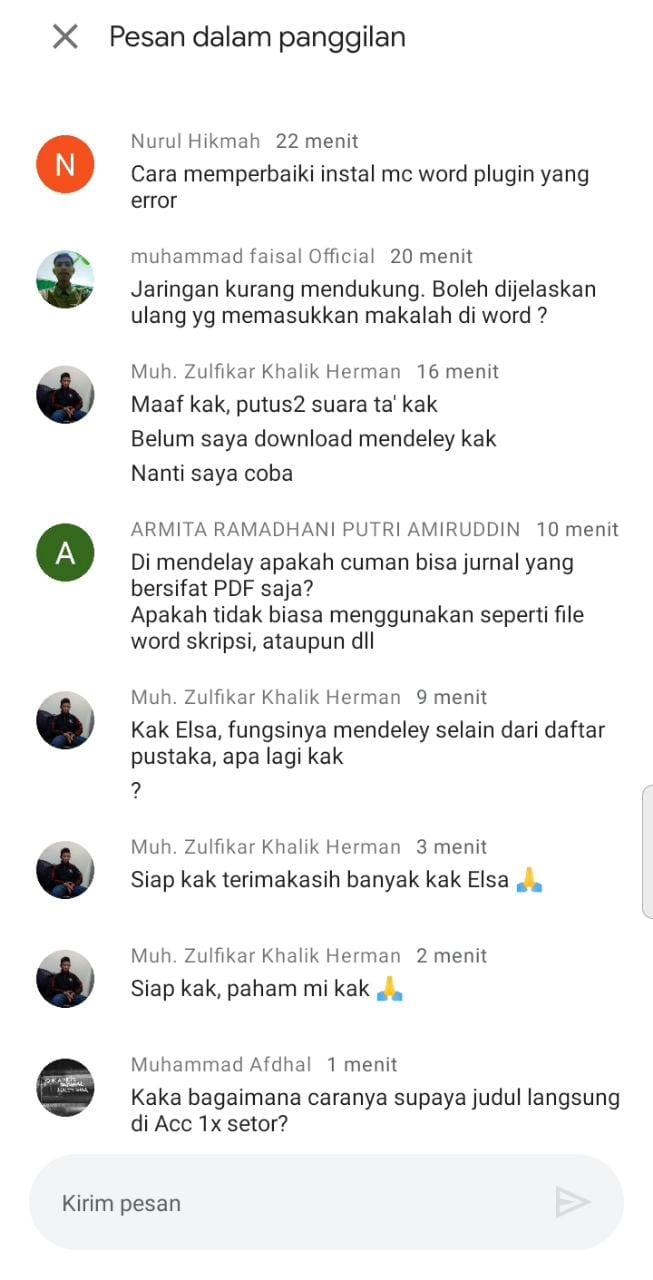 Pesan dalam panggilan
N
Nurul Hikmah 22 menit
Cara memperbaiki instal mc word plugin yang
error
muhammad faisal Official 20 menit
Jaringan kurang mendukung. Boleh dijelaskan
ulang yg memasukkan makalah di word ?
Muh. Zulfikar Khalik Herman 16 menit
Maaf kak, putus2 suara ta' kak
Belum saya download mendeley kak
Nanti saya coba
A
ARMITA RAMADHANI PUTRI AMIRUDDIN 10 menit
Di mendelay apakah cuman bisa jurnal yang
bersifat PDF saja?
Apakah tidak biasa menggunakan seperti file
word skripsi, ataupun dll
Muh. Zulfikar Khalik Herman 9 menit
Kak Elsa, fungsinya mendeley selain dari daftar
pustaka, apa lagi kak
?
Muh. Zulfikar Khalik Herman 3 menit
Siap kak terimakasih banyak kak Elsa 🙏
Muh. Zulfikar Khalik Herman 2 menit
Siap kak, paham mi kak 🙏
Muhammad Afdhal 1 menit
Kaka bagaimana caranya supaya judul langsung
di Acc 1x setor?
Kirim pesan